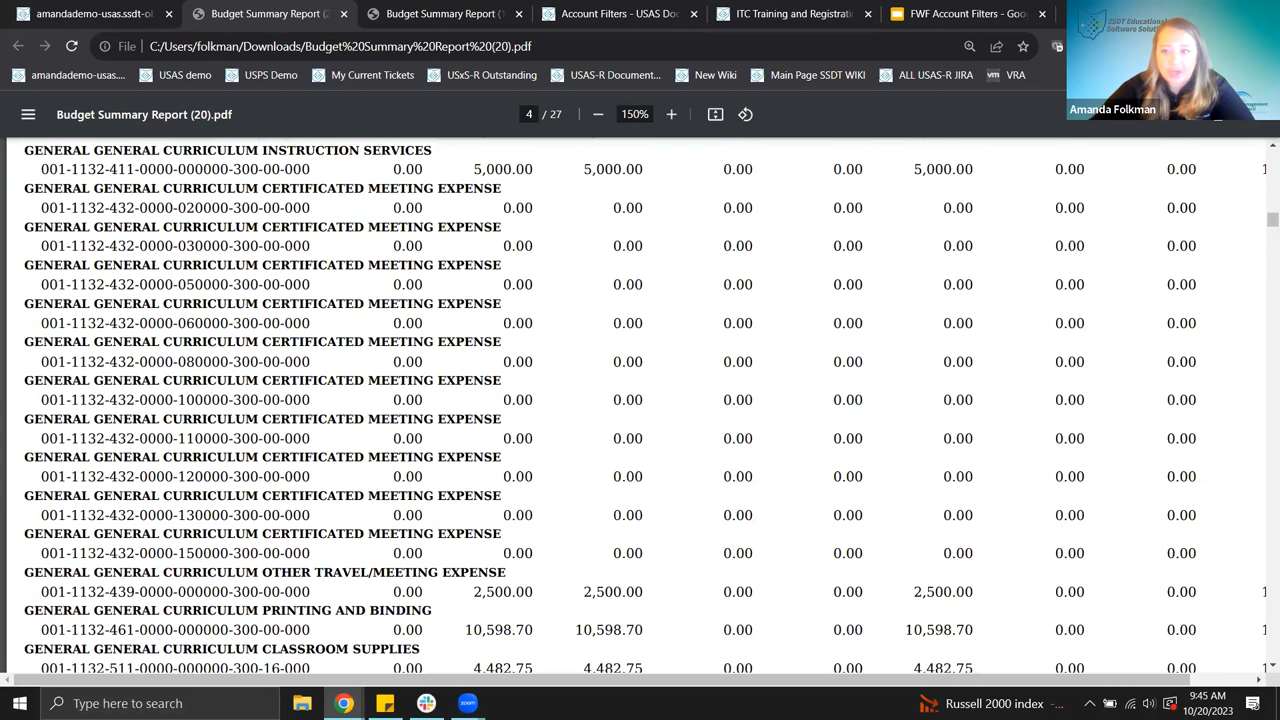 amandademo-usas.ssdt-ol
Budget Summary Report (2
Budget Summary Report (1
Account Filters - USAS Doc
ITC Training and Registrati
FWF Account Filters - Goo
File
C:/Users/folkman/Downloads/Budget%20Summary%20Report%20(20).pdf
amandademo-usas....
USAS demo
USPS Demo
My Current Tickets
USxS-R Outstanding
USAS-R Document...
New Wiki
Main Page SSDT WIKI
ALL USAS-R JIRA
vm VRA
SSDT Educational
Software Solutions
Amanda Folkman
Budget Summary Report (20).pdf
4 / 27
150%
GENERAL GENERAL CURRICULUM INSTRUCTION SERVICES
001-1132-411-0000-000000-300-00-000 0.00 5,000.00 5,000.00 0.00 0.00 5,000.00 0.00 0.00 1
GENERAL GENERAL CURRICULUM CERTIFICATED MEETING EXPENSE
001-1132-432-0000-020000-300-00-000 0.00 0.00 0.00 0.00 0.00 0.00 0.00 0.00
GENERAL GENERAL CURRICULUM CERTIFICATED MEETING EXPENSE
001-1132-432-0000-030000-300-00-000 0.00 0.00 0.00 0.00 0.00 0.00 0.00 0.00
GENERAL GENERAL CURRICULUM CERTIFICATED MEETING EXPENSE
001-1132-432-0000-050000-300-00-000 0.00 0.00 0.00 0.00 0.00 0.00 0.00 0.00
GENERAL GENERAL CURRICULUM CERTIFICATED MEETING EXPENSE
001-1132-432-0000-060000-300-00-000 0.00 0.00 0.00 0.00 0.00 0.00 0.00 0.00
GENERAL GENERAL CURRICULUM CERTIFICATED MEETING EXPENSE
001-1132-432-0000-080000-300-00-000 0.00 0.00 0.00 0.00 0.00 0.00 0.00 0.00
GENERAL GENERAL CURRICULUM CERTIFICATED MEETING EXPENSE
001-1132-432-0000-100000-300-00-000 0.00 0.00 0.00 0.00 0.00 0.00 0.00 0.00
GENERAL GENERAL CURRICULUM CERTIFICATED MEETING EXPENSE
001-1132-432-0000-110000-300-00-000 0.00 0.00 0.00 0.00 0.00 0.00 0.00 0.00
GENERAL GENERAL CURRICULUM CERTIFICATED MEETING EXPENSE
001-1132-432-0000-120000-300-00-000 0.00 0.00 0.00 0.00 0.00 0.00 0.00 0.00
GENERAL GENERAL CURRICULUM CERTIFICATED MEETING EXPENSE
001-1132-432-0000-130000-300-00-000 0.00 0.00 0.00 0.00 0.00 0.00 0.00 0.00
GENERAL GENERAL CURRICULUM CERTIFICATED MEETING EXPENSE
001-1132-432-0000-150000-300-00-000 0.00 0.00 0.00 0.00 0.00 0.00 0.00 0.00
GENERAL GENERAL CURRICULUM OTHER TRAVEL/MEETING EXPENSE
001-1132-439-0000-000000-300-00-000 0.00 2,500.00 2,500.00 0.00 0.00 2,500.00 0.00 0.00 1
GENERAL GENERAL CURRICULUM PRINTING AND BINDING
001-1132-461-0000-000000-300-00-000 0.00 10,598.70 10,598.70 0.00 0.00 10,598.70 0.00 0.00 1
GENERAL GENERAL CURRICULUM CLASSROOM SUPPLIES
001-1132-511-0000-000000-300-16-000 0.00 4,482.75 4,482.75 0.00 0.00 4,482.75 0.00 0.00 1
Type here to search
Russell 2000 index -...
9:45 AM
10/20/2023